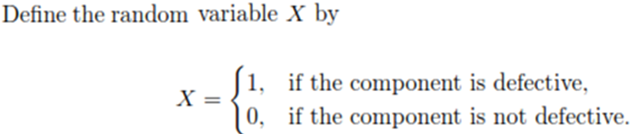 Define the random variable X by
X = { 1, if the component is defective,
0, if the component is not defective.